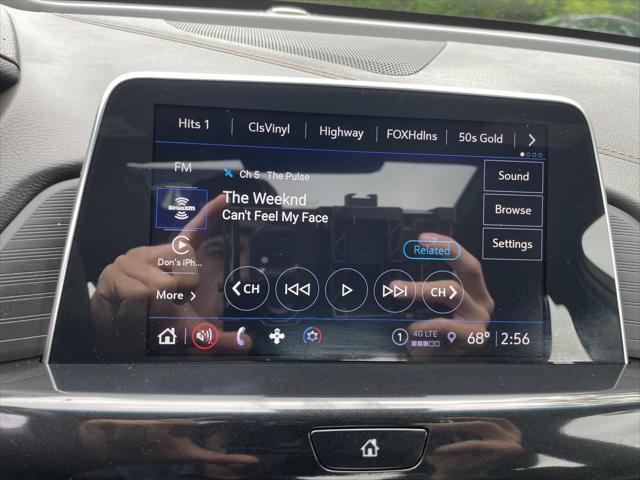 Hits 1 ClsVinyl Highway FOXHdlns 50s Gold
FM
Ch 5 The Pulse
Sound
SiriusXM
The Weeknd
Can't Feel My Face
Browse
Related
Settings
Don's iPh...
More
CH CH
1 4G LTE 68° 2:56